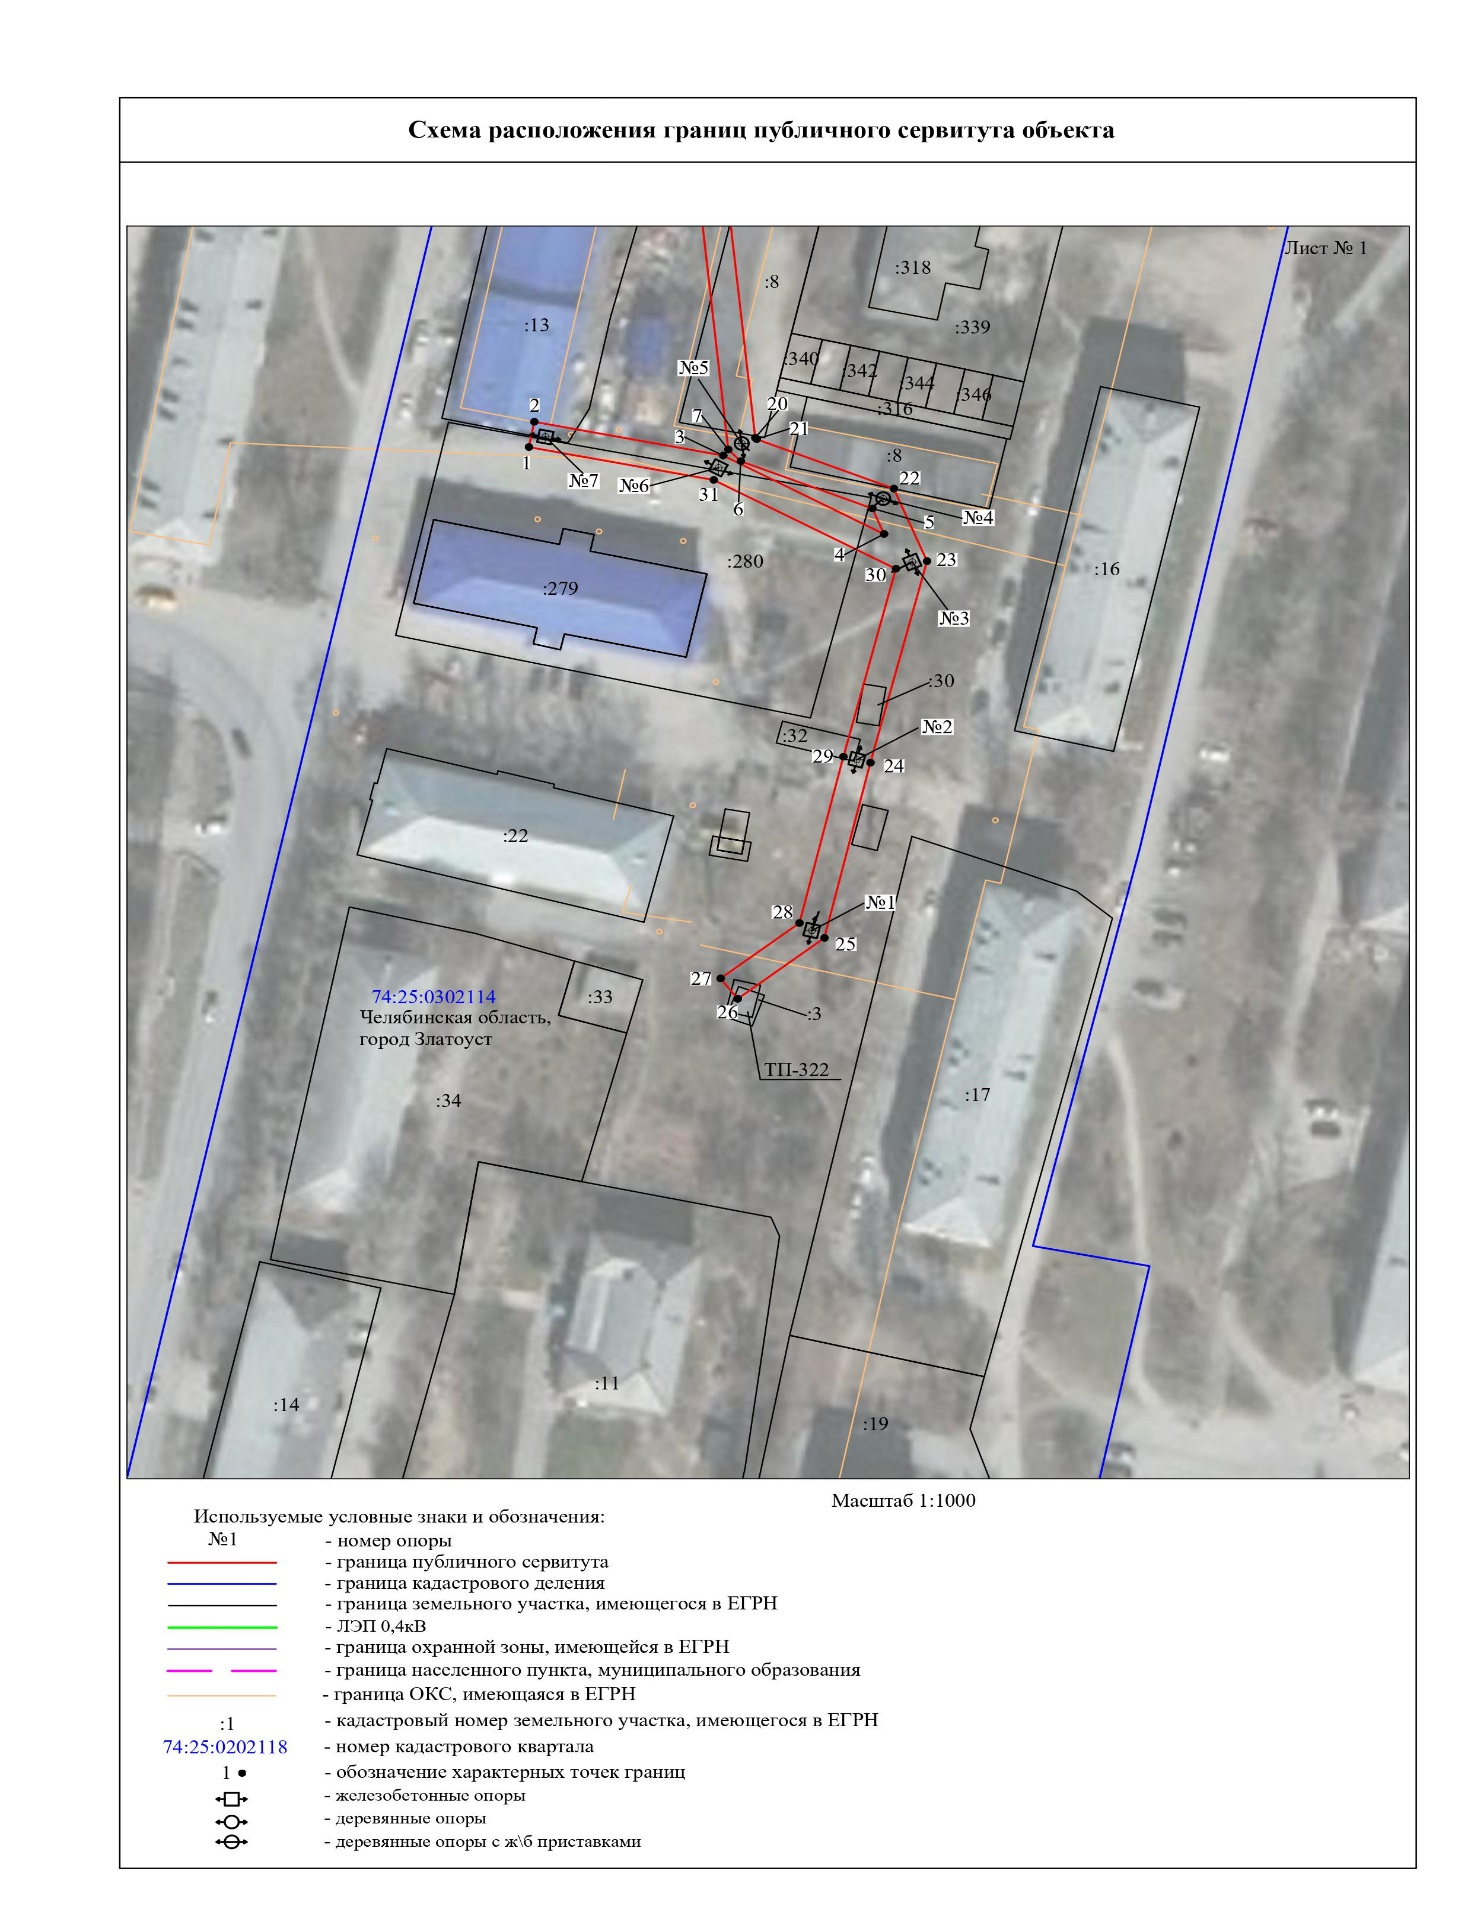 Схема расположения границ публичного сервитута объекта
Лист № 1
:318
:8
:13
:339
:340
:342
:344
:346
:316
№5
2
7
20
21
3
:8
1
№7
№6
31
6
22
5
№4
4
:280
30
23
:16
:279
№3
:30
№2
:32
29
24
:22
28
№1
25
27
26
:3
74:25:0302114
:33
Челябинская область,
город Златоуст
ТП-322
:34
:17
:11
:14
:19
Масштаб 1:1000
Используемые условные знаки и обозначения:
№1 - номер опоры
- граница публичного сервитута
- граница кадастрового деления
- граница земельного участка, имеющегося в ЕГРН
- ЛЭП 0,4кВ
- граница охранной зоны, имеющейся в ЕГРН
- граница населенного пункта, муниципального образования
- граница ОКС, имеющаяся в ЕГРН
:1 - кадастровый номер земельного участка, имеющегося в ЕГРН
74:25:0202118 - номер кадастрового квартала
1 - обозначение характерных точек границ
- железобетонные опоры
- деревянные опоры
- деревянные опоры с ж\б приставками